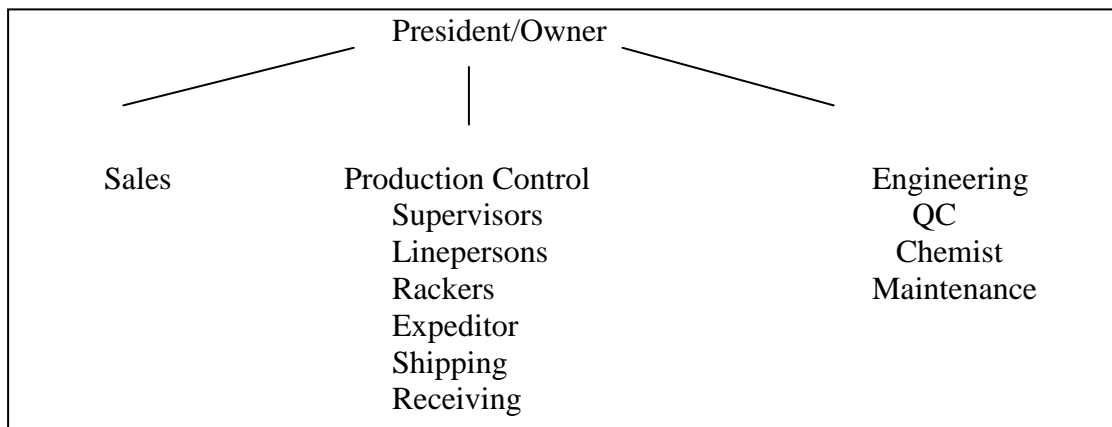 President/Owner
Sales Production Control Engineering
Supervisors QC
Linepersons Chemist
Rackers Maintenance
Expeditor
Shipping
Receiving